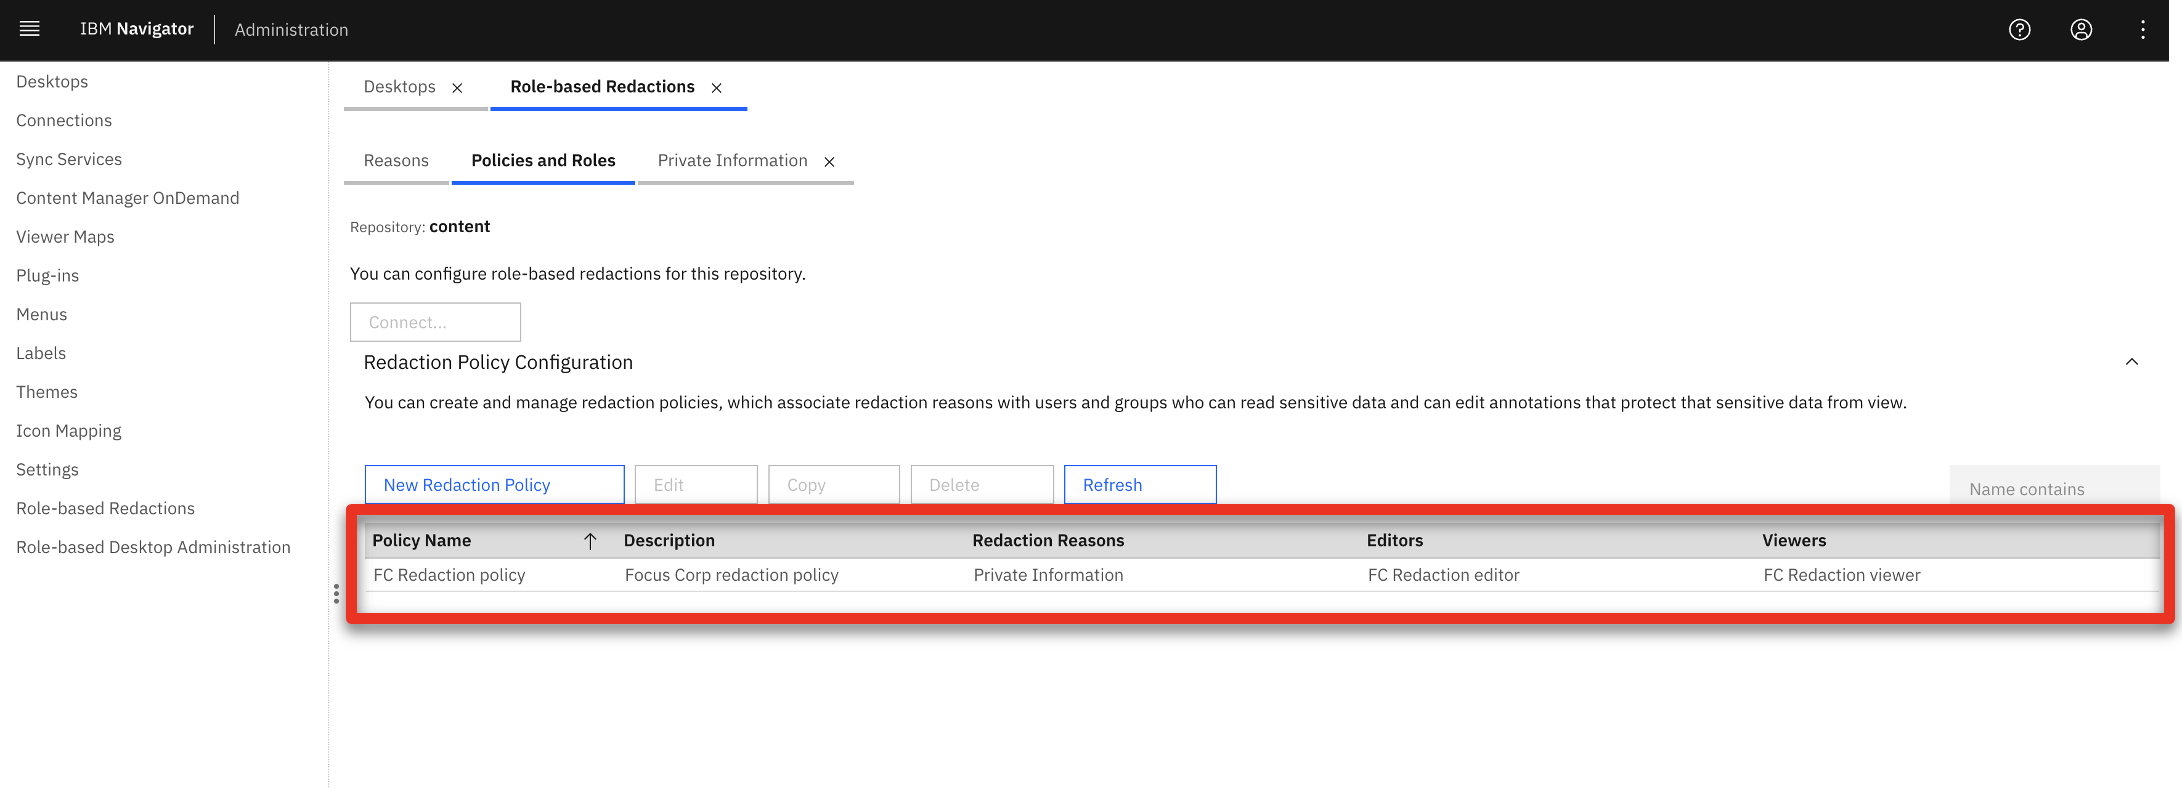 IBM Navigator Administration
Desktops
Connections
Sync Services
Content Manager OnDemand
Viewer Maps
Plug-ins
Menus
Labels
Themes
Icon Mapping
Settings
Role-based Redactions
Role-based Desktop Administration
Desktops Role-based Redactions
Reasons Policies and Roles Private Information
Repository: content
You can configure role-based redactions for this repository.
Connect...
Redaction Policy Configuration
You can create and manage redaction policies, which associate redaction reasons with users and groups who can read sensitive data and can edit annotations that protect that sensitive data from view.
New Redaction Policy Edit Copy Delete Refresh Name contains
Policy Name Description Redaction Reasons Editors Viewers
FC Redaction policy Focus Corp redaction policy Private Information FC Redaction editor FC Redaction viewer